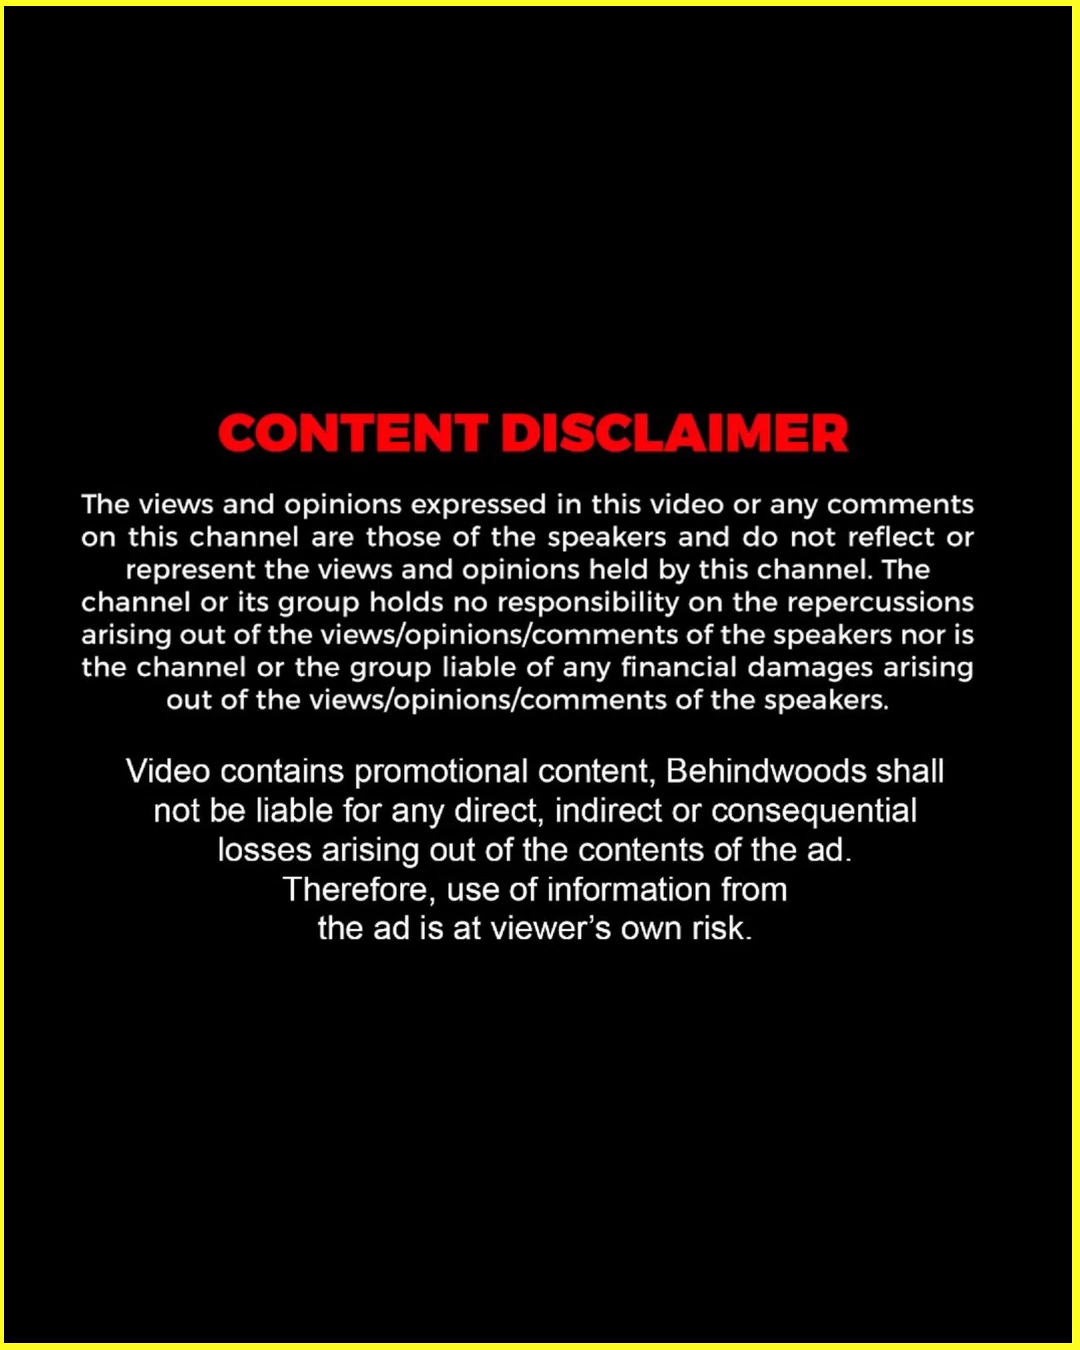 CONTENT DISCLAIMER
The views and opinions expressed in this video or any comments
on this channel are those of the speakers and do not reflect or
represent the views and opinions held by this channel. The
channel or its group holds no responsibility on the repercussions
arising out of the views/opinions/comments of the speakers nor is
the channel or the group liable of any financial damages arising
out of the views/opinions/comments of the speakers.
Video contains promotional content, Behindwoods shall
not be liable for any direct, indirect or consequential
losses arising out of the contents of the ad.
Therefore, use of information from
the ad is at viewer’s own risk.